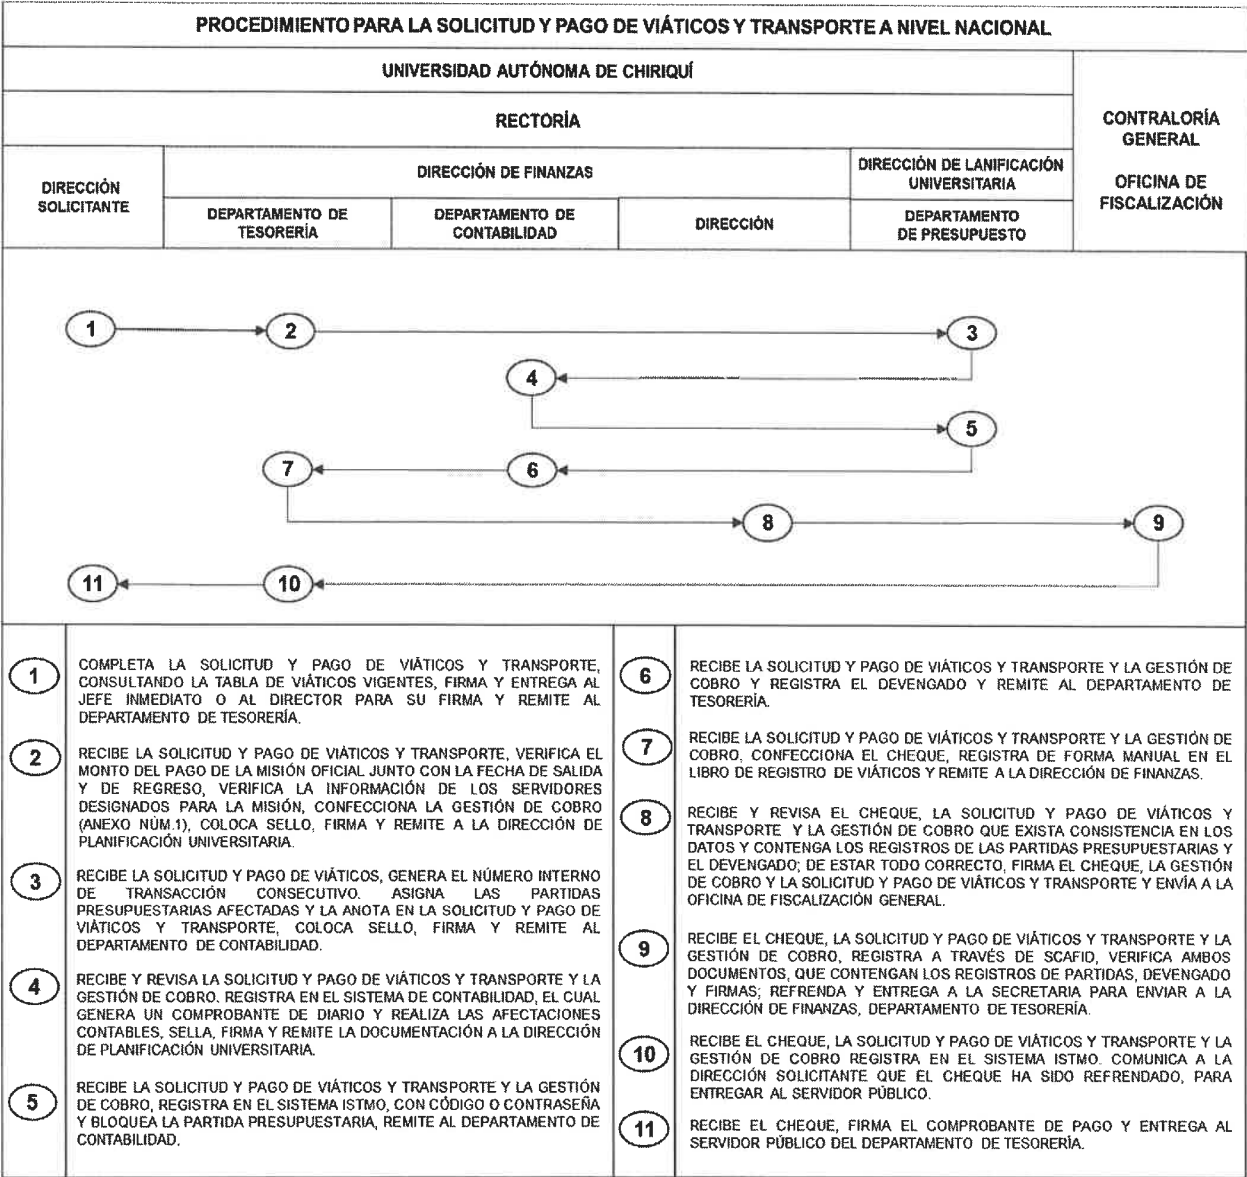 PROCEDIMIENTO PARA LA SOLICITUD Y PAGO DE VIÁTICOS Y TRANSPORTE A NIVEL NACIONAL
UNIVERSIDAD AUTÓNOMA DE CHIRIQUÍ
RECTORÍA
CONTRALORÍA
GENERAL
OFICINA DE
FISCALIZACIÓN
DIRECCIÓN
SOLICITANTE
DIRECCIÓN DE FINANZAS
DIRECCIÓN DE LANIFICACIÓN
UNIVERSITARIA
DEPARTAMENTO DE
TESORERÍA
DEPARTAMENTO DE
CONTABILIDAD
DIRECCIÓN
DEPARTAMENTO
DE PRESUPUESTO
1
2
3
4
5
7
6
8
9
11
10
1
COMPLETA LA SOLICITUD Y PAGO DE VIÁTICOS Y TRANSPORTE,
CONSULTANDO LA TABLA DE VIÁTICOS VIGENTES, FIRMA Y ENTREGA AL
JEFE INMEDIATO O AL DIRECTOR PARA SU FIRMA Y REMITE AL
DEPARTAMENTO DE TESORERÍA.
2
RECIBE LA SOLICITUD Y PAGO DE VIÁTICOS Y TRANSPORTE, VERIFICA EL
MONTO DEL PAGO DE LA MISIÓN OFICIAL JUNTO CON LA FECHA DE SALIDA
Y DE REGRESO, VERIFICA LA INFORMACIÓN DE LOS SERVIDORES
DESIGNADOS PARA LA MISIÓN, CONFECCIONA LA GESTIÓN DE COBRO
(ANEXO NÚM.1), COLOCA SELLO, FIRMA Y REMITE A LA DIRECCIÓN DE
PLANIFICACIÓN UNIVERSITARIA.
3
RECIBE LA SOLICITUD Y PAGO DE VIÁTICOS, GENERA EL NÚMERO INTERNO
DE TRANSACCIÓN CONSECUTIVO. ASIGNA LAS PARTIDAS
PRESUPUESTARIAS AFECTADAS Y LA ANOTA EN LA SOLICITUD Y PAGO DE
VIÁTICOS Y TRANSPORTE, COLOCA SELLO, FIRMA Y REMITE AL
DEPARTAMENTO DE CONTABILIDAD.
4
RECIBE Y REVISA LA SOLICITUD Y PAGO DE VIÁTICOS Y TRANSPORTE Y LA
GESTIÓN DE COBRO. REGISTRA EN EL SISTEMA DE CONTABILIDAD, EL CUAL
GENERA UN COMPROBANTE DE DIARIO Y REALIZA LAS AFECTACIONES
CONTABLES, SELLA, FIRMA Y REMITE LA DOCUMENTACIÓN A LA DIRECCIÓN
DE PLANIFICACIÓN UNIVERSITARIA.
5
RECIBE LA SOLICITUD Y PAGO DE VIÁTICOS Y TRANSPORTE Y LA GESTIÓN
DE COBRO, REGISTRA EN EL SISTEMA ISTMO, CON CÓDIGO O CONTRASEÑA
Y BLOQUEA LA PARTIDA PRESUPUESTARIA, REMITE AL DEPARTAMENTO DE
CONTABILIDAD.
6
RECIBE LA SOLICITUD Y PAGO DE VIÁTICOS Y TRANSPORTE Y LA GESTIÓN DE
COBRO Y REGISTRA EL DEVENGADO Y REMITE AL DEPARTAMENTO DE
TESORERÍA.
7
RECIBE LA SOLICITUD Y PAGO DE VIÁTICOS Y TRANSPORTE Y LA GESTIÓN DE
COBRO, CONFECCIONA EL CHEQUE, REGISTRA DE FORMA MANUAL EN EL
LIBRO DE REGISTRO DE VIÁTICOS Y REMITE A LA DIRECCIÓN DE FINANZAS.
8
RECIBE Y REVISA EL CHEQUE, LA SOLICITUD Y PAGO DE VIÁTICOS Y
TRANSPORTE Y LA GESTIÓN DE COBRO QUE EXISTA CONSISTENCIA EN LOS
DATOS Y CONTENGA LOS REGISTROS DE LAS PARTIDAS PRESUPUESTARIAS Y
EL DEVENGADO; DE ESTAR TODO CORRECTO, FIRMA EL CHEQUE, LA GESTIÓN
DE COBRO Y LA SOLICITUD Y PAGO DE VIÁTICOS Y TRANSPORTE Y ENVÍA A LA
OFICINA DE FISCALIZACIÓN GENERAL.
9
RECIBE EL CHEQUE, LA SOLICITUD Y PAGO DE VIÁTICOS Y TRANSPORTE Y LA
GESTIÓN DE COBRO, REGISTRA A TRAVÉS DE SCAFID, VERIFICA AMBOS
DOCUMENTOS, QUE CONTENGAN LOS REGISTROS DE PARTIDAS, DEVENGADO
Y FIRMAS; REFRENDA Y ENTREGA A LA SECRETARIA PARA ENVIAR A LA
DIRECCIÓN DE FINANZAS, DEPARTAMENTO DE TESORERÍA.
10
RECIBE EL CHEQUE, LA SOLICITUD Y PAGO DE VIÁTICOS Y TRANSPORTE Y LA
GESTIÓN DE COBRO REGISTRA EN EL SISTEMA ISTMO. COMUNICA A LA
DIRECCIÓN SOLICITANTE QUE EL CHEQUE HA SIDO REFRENDADO, PARA
ENTREGAR AL SERVIDOR PÚBLICO.
11
RECIBE EL CHEQUE, FIRMA EL COMPROBANTE DE PAGO Y ENTREGA AL
SERVIDOR PÚBLICO DEL DEPARTAMENTO DE TESORERÍA.